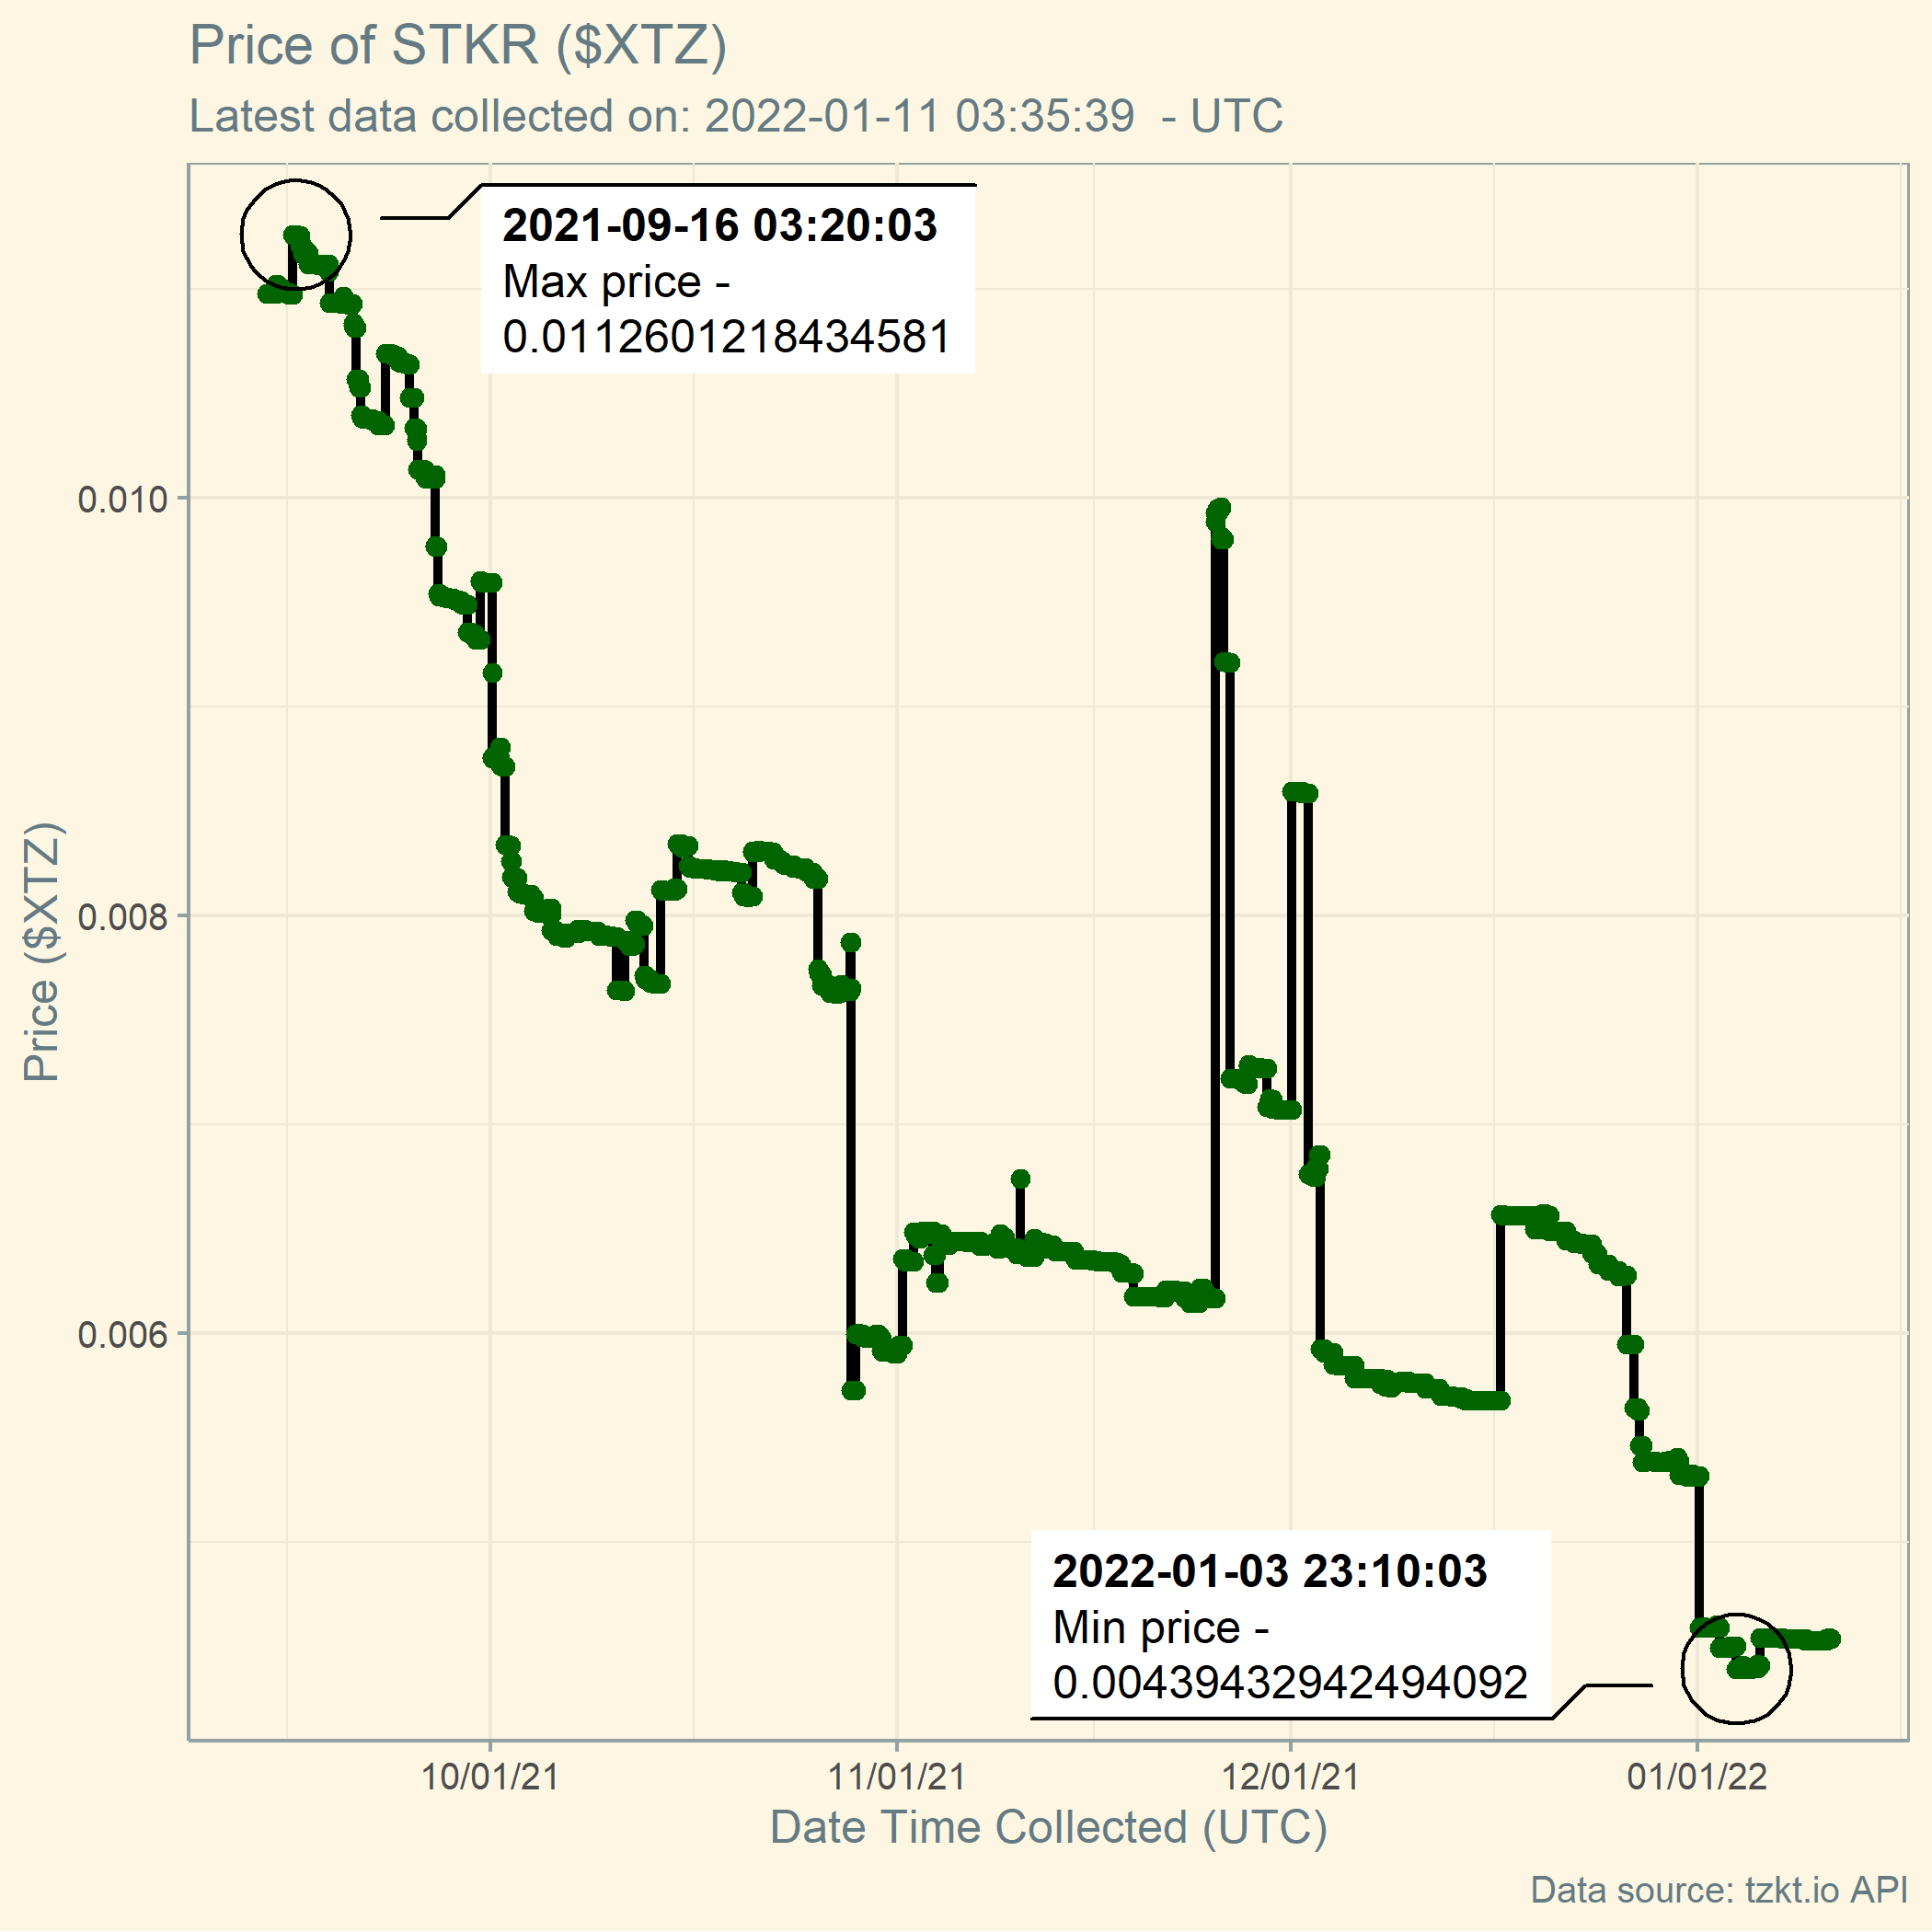 Price of STKR ($XTZ)
Latest data collected on: 2022-01-11 03:35:39  - UTC
2021-09-16 03:20:03
Max price -
0.0112601218434581
0.010
0.008
0.006
Price ($XTZ)
2022-01-03 23:10:03
Min price -
0.00439432942494092
10/01/21
11/01/21
12/01/21
01/01/22
Date Time Collected (UTC)
Data source: tzkt.io API